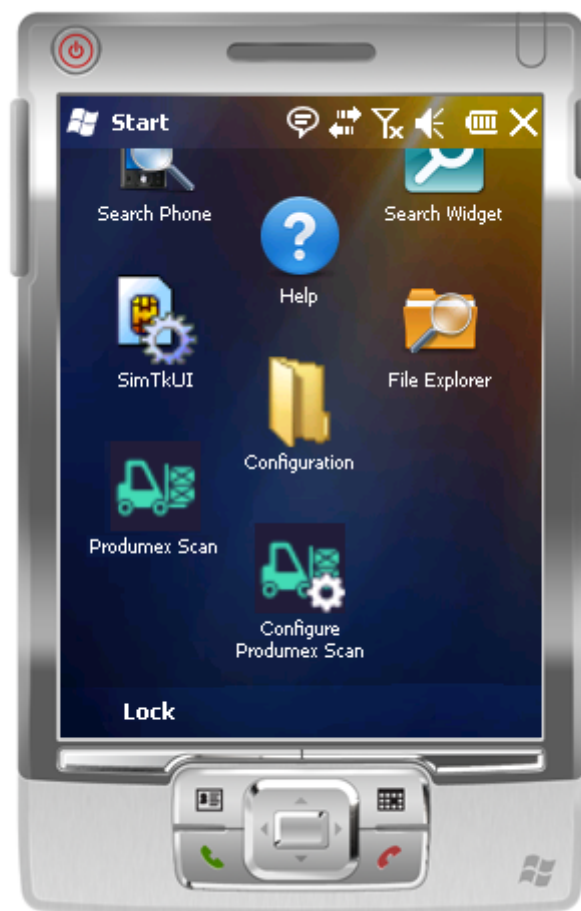 Start
Search Phone
Search Widget
Help
SimTkUI
File Explorer
Configuration
Produmex Scan
Configure
Produmex Scan
Lock